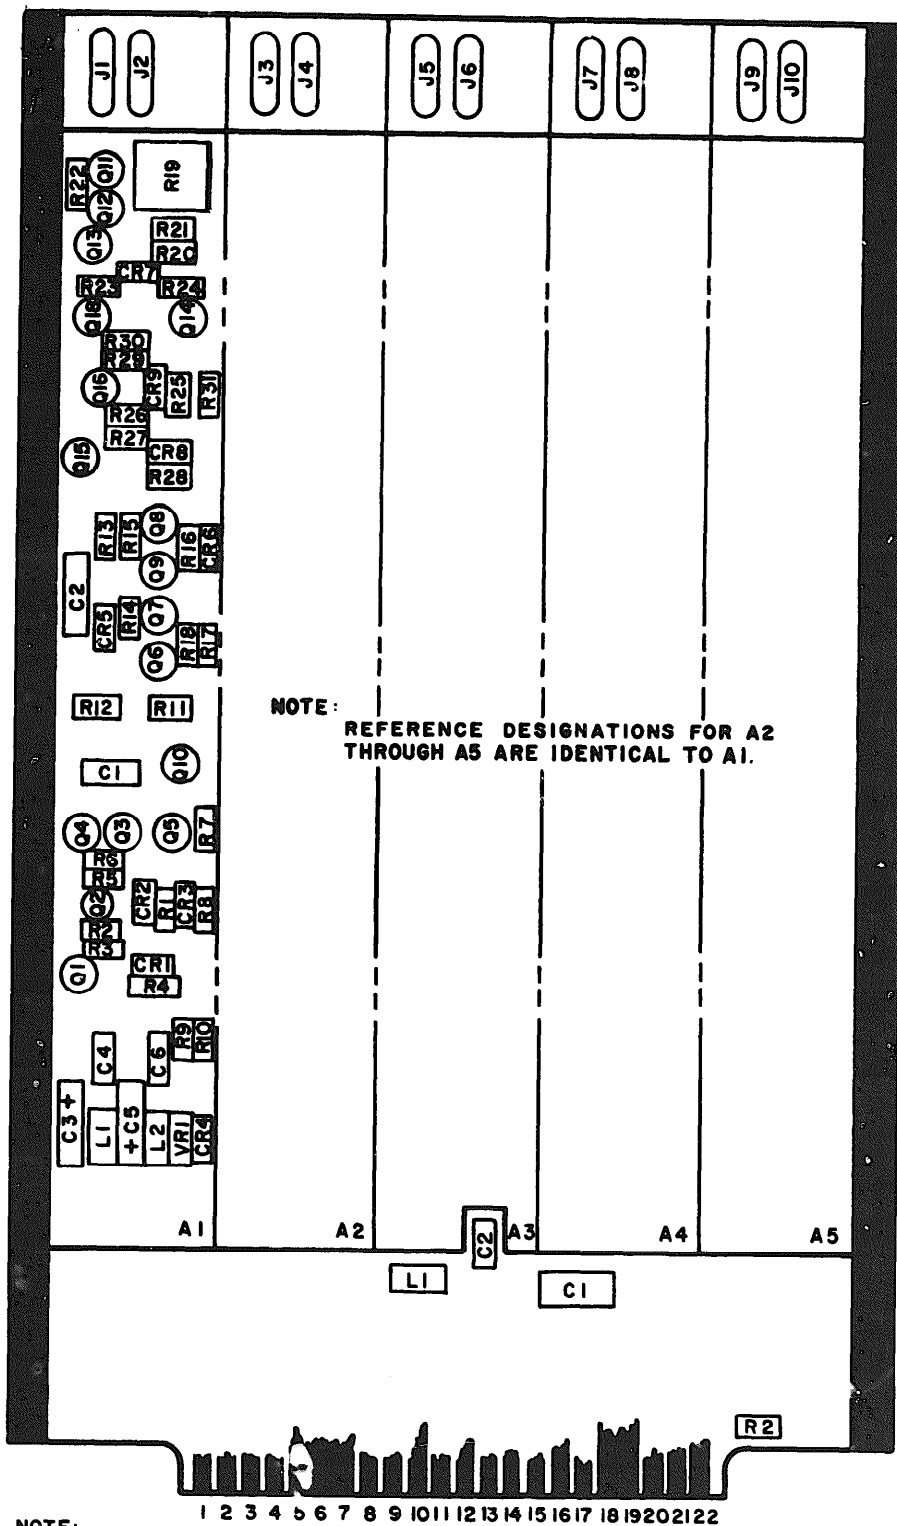 J1 J2 J3 J4 J5 J6 J7 J8 J9 J10
R22 Q11 R19
Q12
Q13 R21
R20
CR7
R23 R24
Q18 Q14
R30
R29
Q16 CR9 R25 R31
R26
R27
Q15 CR8
R28
R13 R15 Q8 R16 CR6
Q9
C2 CR5 R14 Q7
Q6 R18 R17
R12 R11
NOTE:
REFERENCE DESIGNATIONS FOR A2
THROUGH A5 ARE IDENTICAL TO A1.
C1 Q10
Q4 Q3 Q5 R7
R6
R5
Q2 CR2 R1 CR3 R8
R2
R3
Q1 CR1
R4
R9 R10
C4 C6
C3+ L1 +C5 L2 VR1 CR4
A1 A2 C2 A3 A4 A5
L1 C1
R2
1 2 3 4 5 6 7 8 9 10 11 12 13 14 15 16 17 18 19 20 21 22
NOTE: